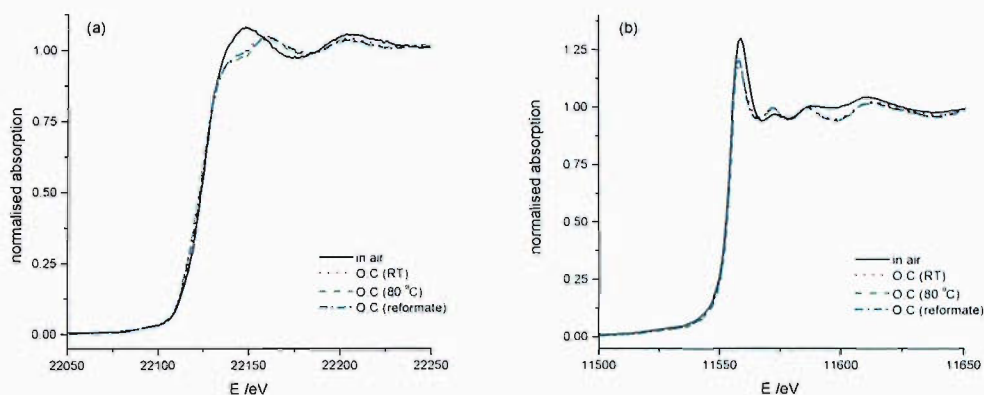 (a)
1.00
0.75
0.50
0.25
0.00
normalised absorption
in air
O C (RT)
O C (80 °C)
O C (reformate)
22050
22100
22150
22200
22250
E /eV
(b)
1.25
1.00
0.75
0.50
0.25
0.00
normalised absorption
in air
O C (RT)
O C (80 °C)
O C (reformate)
11500
11550
11600
11650
E /eV